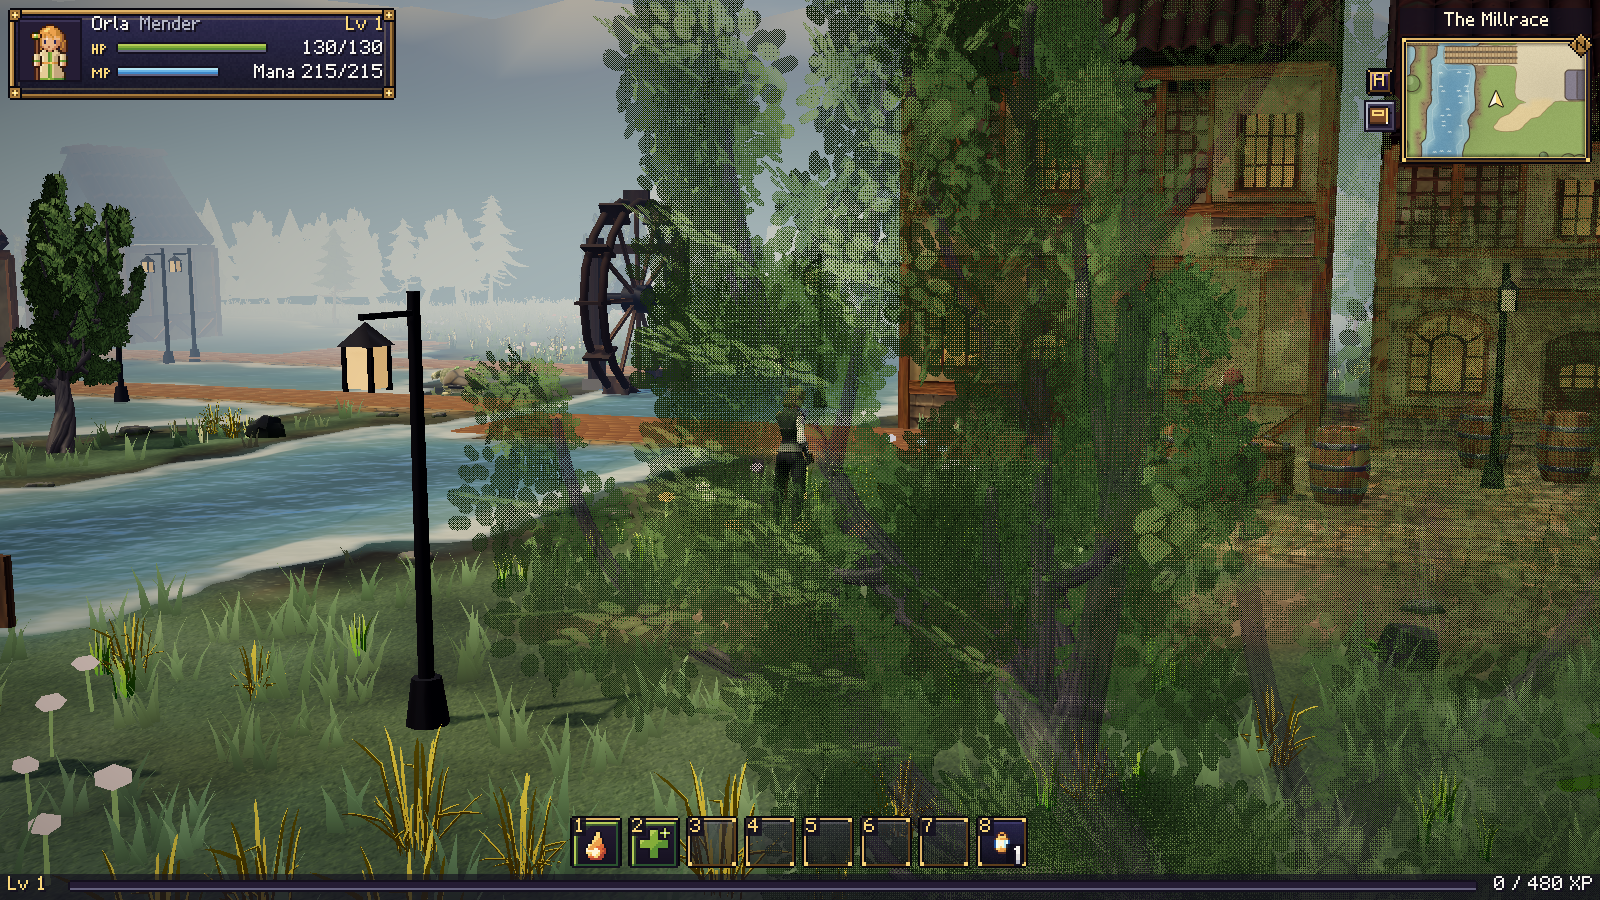 Orla Mender Lv 1
HP 130/130
MP Mana 215/215
The Millrace
N
A
1 2 3 4 5 6 7 8
1
Lv 1 0 / 480 XP